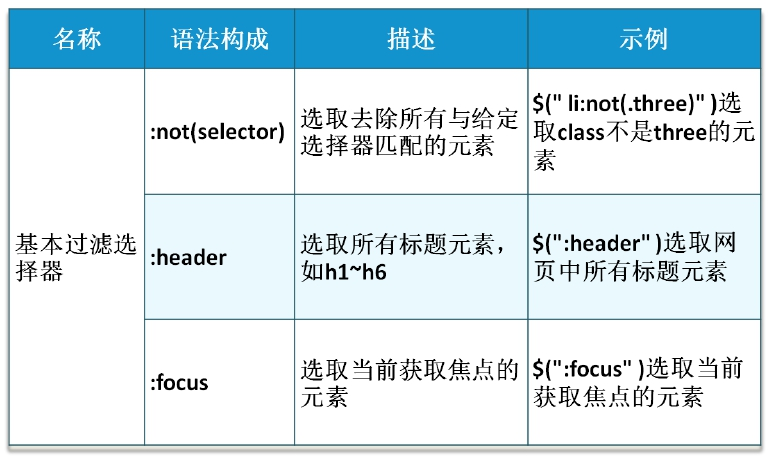 名称 语法构成 描述 示例
:not(selector)
选取去除所有与给定
选择器匹配的元素
$(" li:not(.three)" )选
取class不是three的元
素
基本过滤选
择器
:header
选取所有标题元素，
如h1~h6
$(":header" )选取网
页中所有标题元素
:focus
选取当前获取焦点的
元素
$(":focus" )选取当前
获取焦点的元素